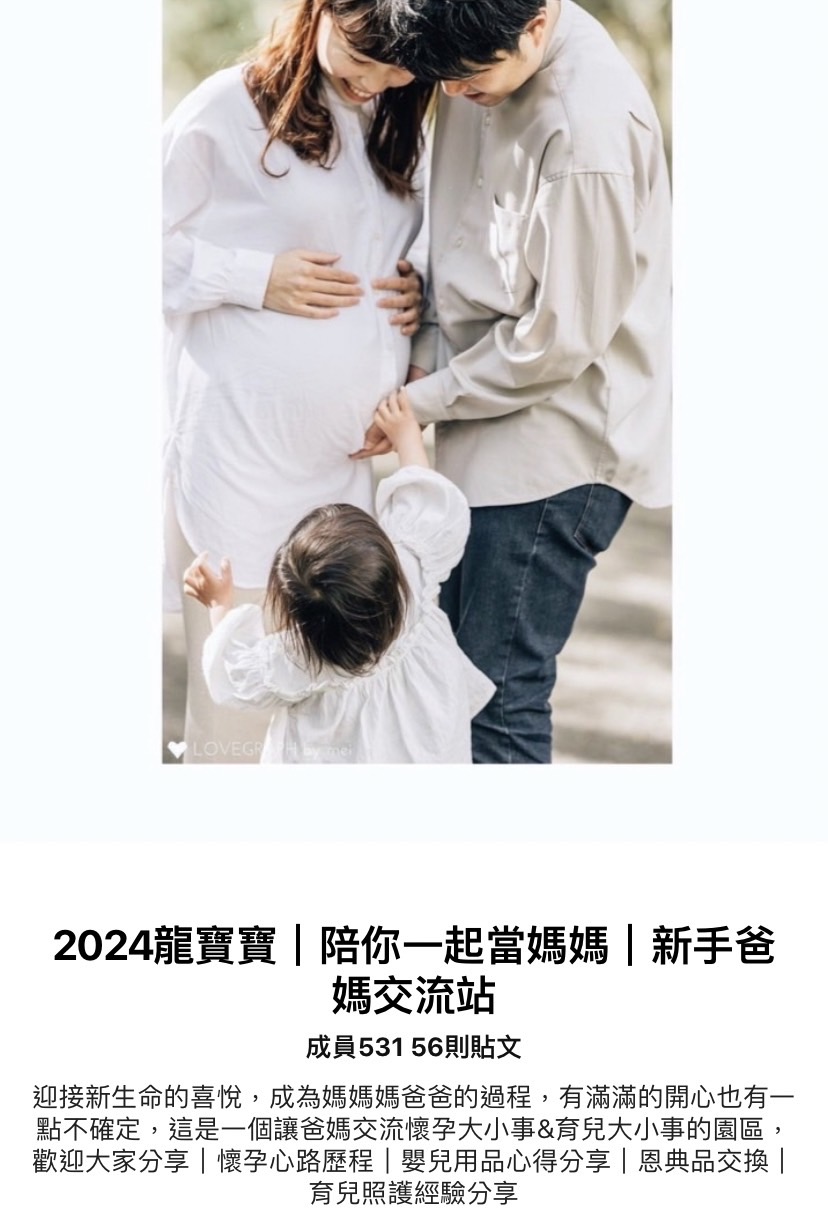 LOVEGRAPH by mei
2024龍寶寶｜陪你一起當媽媽｜新手爸
媽交流站
成員531 56則貼文
迎接新生命的喜悅，成為媽媽媽爸爸的過程，有滿滿的開心也有一
點不確定，這是一個讓爸媽交流懷孕大小事&育兒大小事的園區，
歡迎大家分享｜懷孕心路歷程｜嬰兒用品心得分享｜恩典品交換｜
育兒照護經驗分享